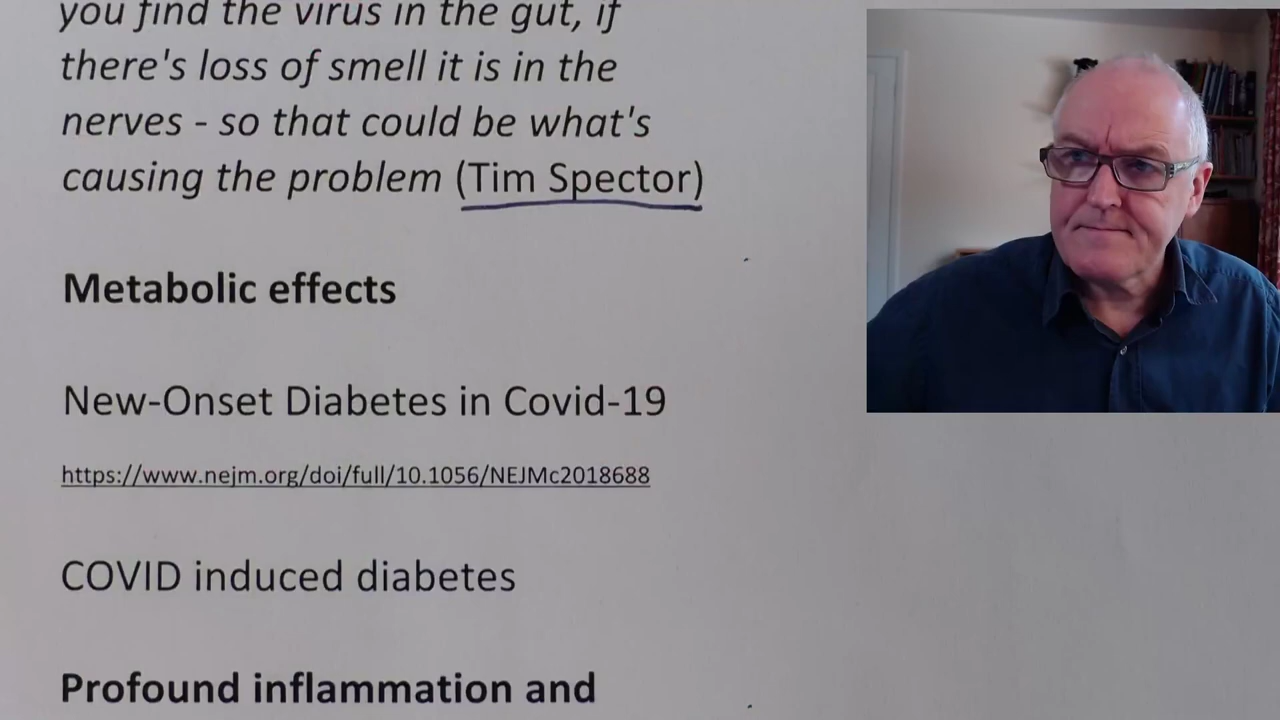 you find the virus in the gut, if
there's loss of smell it is in the
nerves - so that could be what's
causing the problem (Tim Spector)
Metabolic effects
New-Onset Diabetes in Covid-19
https://www.nejm.org/doi/full/10.1056/NEJMc2018688
COVID induced diabetes
Profound inflammation and